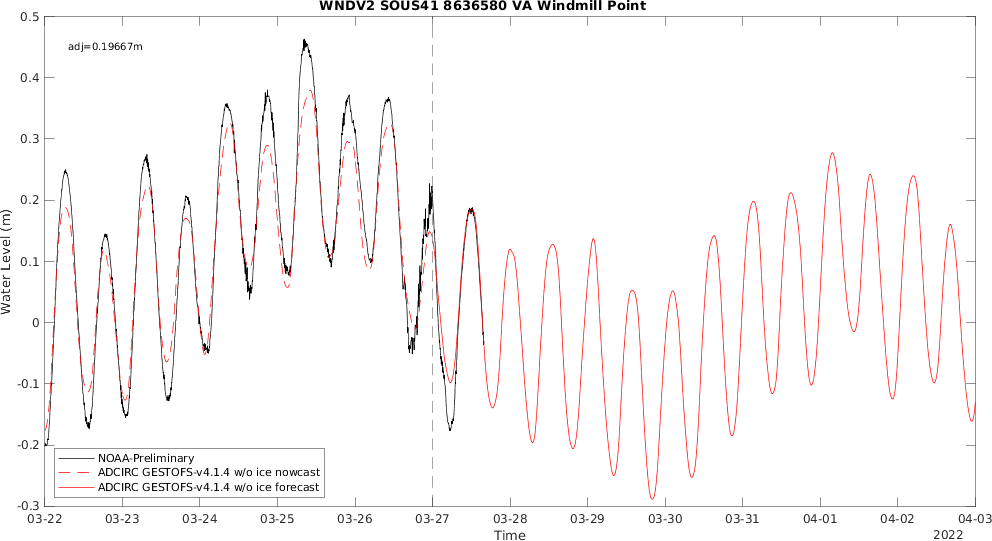 WNDV2 SOUS41 8636580 VA Windmill Point
adj=0.19667m
Water Level (m)
0.5
0.4
0.3
0.2
0.1
0
-0.1
-0.2
-0.3
NOAA-Preliminary
ADCIRC GESTOFS-v4.1.4 w/o ice nowcast
ADCIRC GESTOFS-v4.1.4 w/o ice forecast
03-22 03-23 03-24 03-25 03-26 03-27 03-28 03-29 03-30 03-31 04-01 04-02 04-03
Time
2022